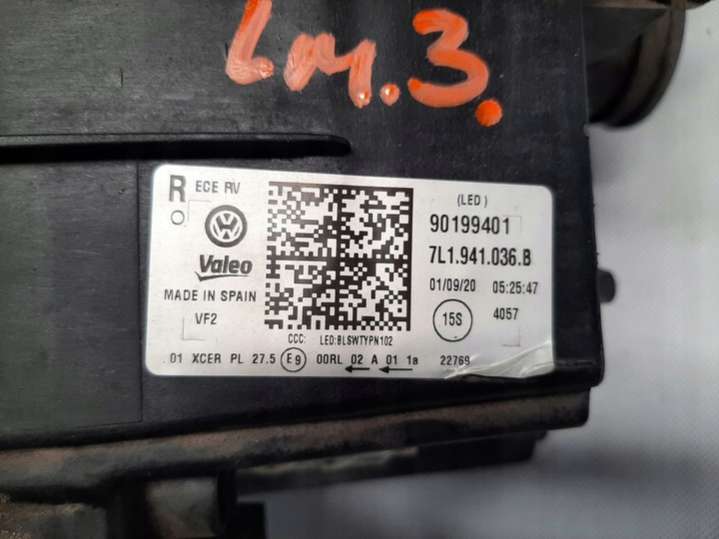 L.M.3.
R ECE RV
O
Valeo
MADE IN SPAIN
VF2
(LED)
90199401
7L1.941.036.B
01/09/20 05:25:47
15S 4057
CCC: LED:BLSWTYPN102
.01 XCER PL 27.5 E9 00RL 02 A 01 1a 22769